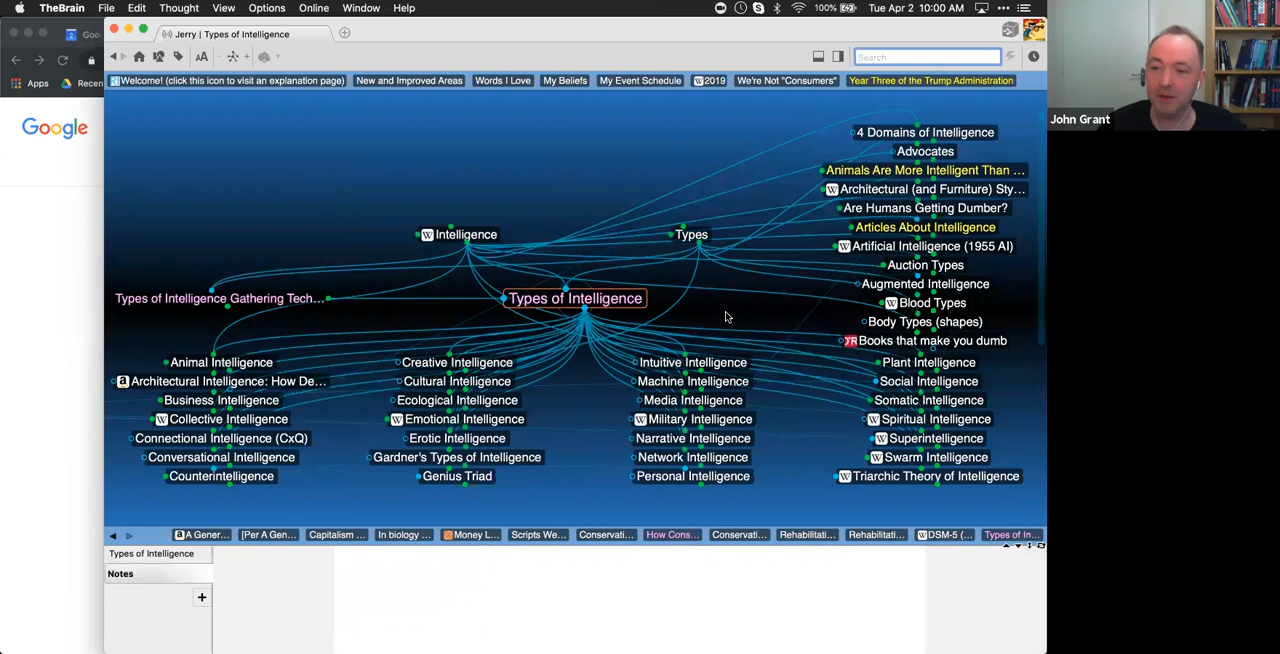 TheBrain File Edit Thought View Options Online Window Help
100% Tue Apr 2 10:00 AM
Goo
Jerry | Types of Intelligence
AA
Search
Apps
Recen
Welcome! (click this icon to visit an explanation page) New and Improved Areas Words I Love My Beliefs My Event Schedule W 2019 We're Not "Consumers" Year Three of the Trump Administration
Google
John Grant
4 Domains of Intelligence
Advocates
Animals Are More Intelligent Than ...
W Architectural (and Furniture) Sty...
Are Humans Getting Dumber?
Articles About Intelligence
W Artificial Intelligence (1955 AI)
Auction Types
Augmented Intelligence
W Blood Types
Body Types (shapes)
Books that make you dumb
W Intelligence
Types
Types of Intelligence Gathering Tech...
Types of Intelligence
Animal Intelligence
a Architectural Intelligence: How De...
Business Intelligence
W Collective Intelligence
Connectional Intelligence (CxQ)
Conversational Intelligence
Counterintelligence
Creative Intelligence
Cultural Intelligence
Ecological Intelligence
W Emotional Intelligence
Erotic Intelligence
Gardner's Types of Intelligence
Genius Triad
Intuitive Intelligence
Machine Intelligence
Media Intelligence
W Military Intelligence
Narrative Intelligence
Network Intelligence
Personal Intelligence
Plant Intelligence
Social Intelligence
Somatic Intelligence
W Spiritual Intelligence
W Superintelligence
W Swarm Intelligence
W Triarchic Theory of Intelligence
a A Gener... [Per A Gen... Capitalism ... In biology ... Money L... Scripts We... Conservati... How Cons... Conservati... Rehabilitati... Rehabilitati... W DSM-5 (... Types of In...
Types of Intelligence
Notes